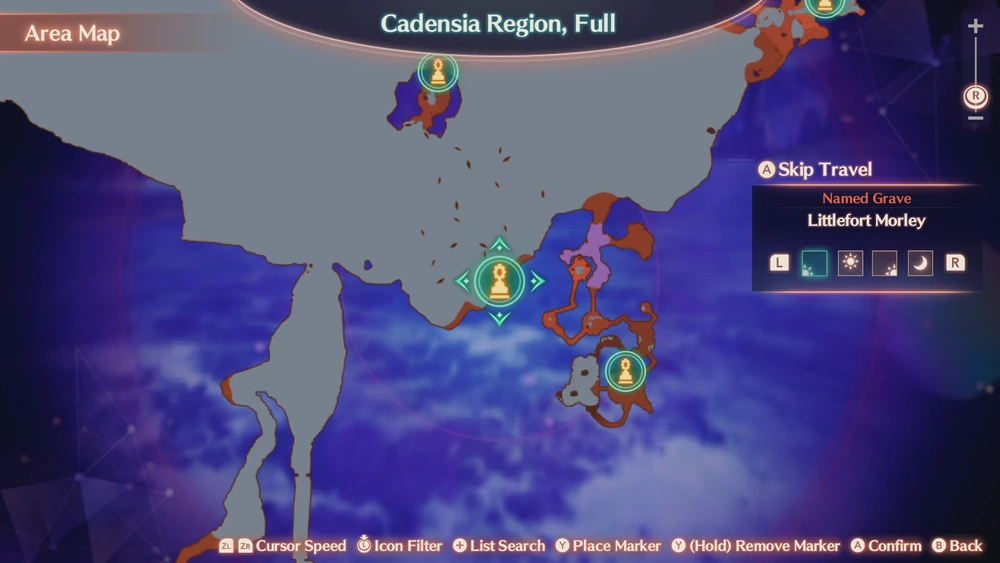 Area Map
Cadensia Region, Full
R
A Skip Travel
Named Grave
Littlefort Morley
L R
ZL ZR Cursor Speed L Icon Filter + List Search Y Place Marker Y (Hold) Remove Marker A Confirm B Back